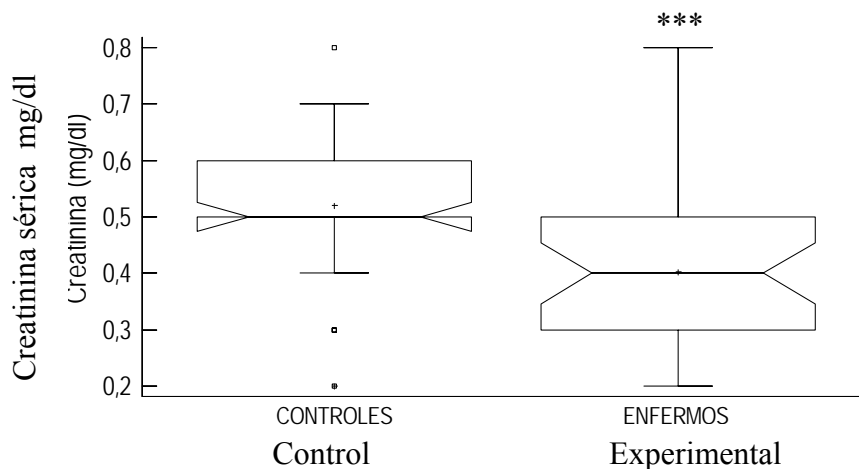 ***
Creatinina sérica mg/dl
Creatinina (mg/dl)
0,8
0,7
0,6
0,5
0,4
0,3
0,2
CONTROLES ENFERMOS
Control Experimental